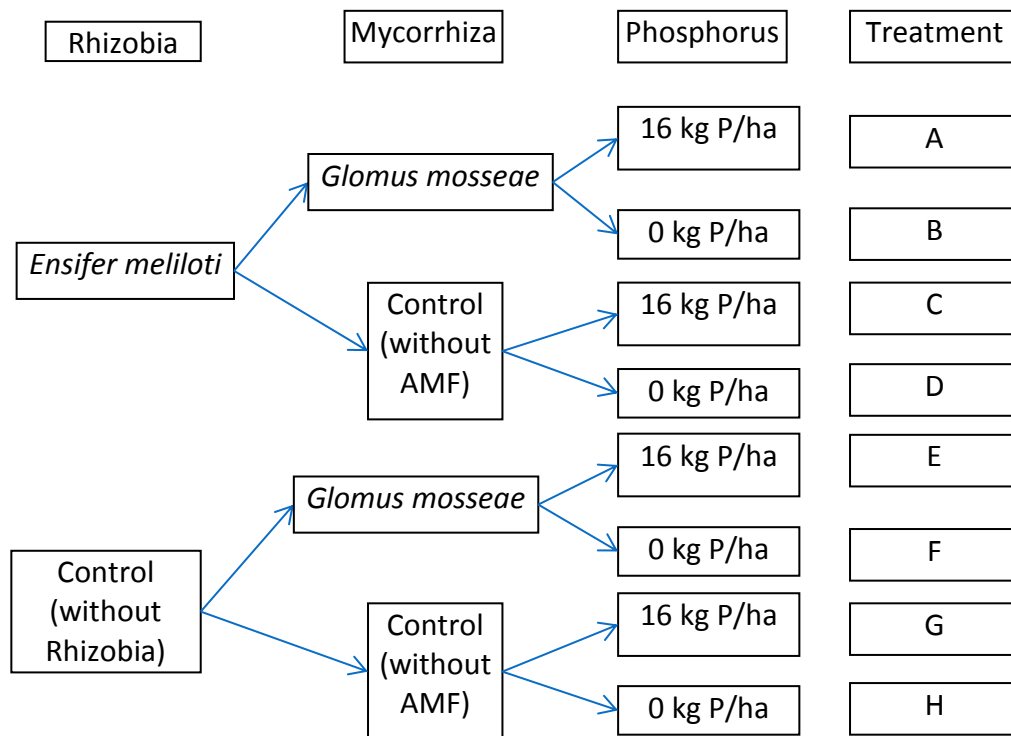 Rhizobia
Mycorrhiza
Phosphorus
Treatment
Ensifer meliloti
Glomus mosseae
16 kg P/ha
A
0 kg P/ha
B
Control
(without
AMF)
16 kg P/ha
C
0 kg P/ha
D
Control
(without
Rhizobia)
Glomus mosseae
16 kg P/ha
E
0 kg P/ha
F
Control
(without
AMF)
16 kg P/ha
G
0 kg P/ha
H